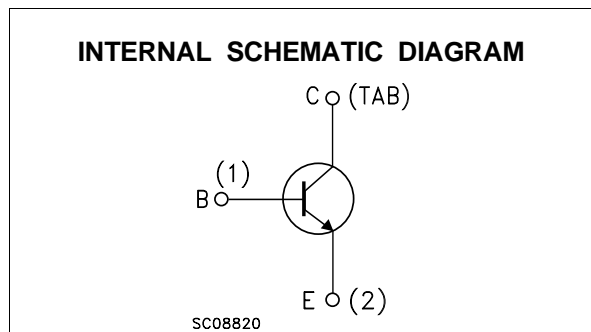 INTERNAL SCHEMATIC DIAGRAM
C (TAB)
(1)
B
E (2)
SC08820